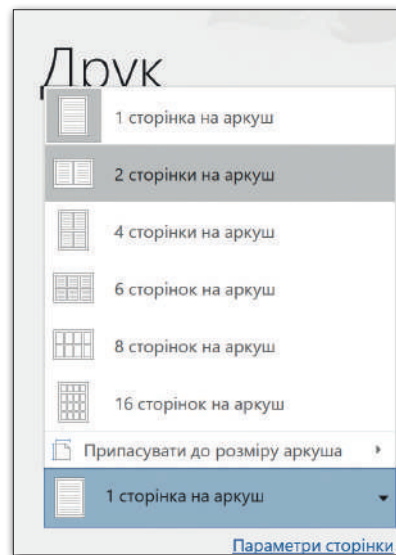 Друк
1 сторінка на аркуш
2 сторінки на аркуш
4 сторінки на аркуш
6 сторінок на аркуш
8 сторінок на аркуш
16 сторінок на аркуш
Припасувати до розміру аркуша
1 сторінка на аркуш
Параметри сторінки